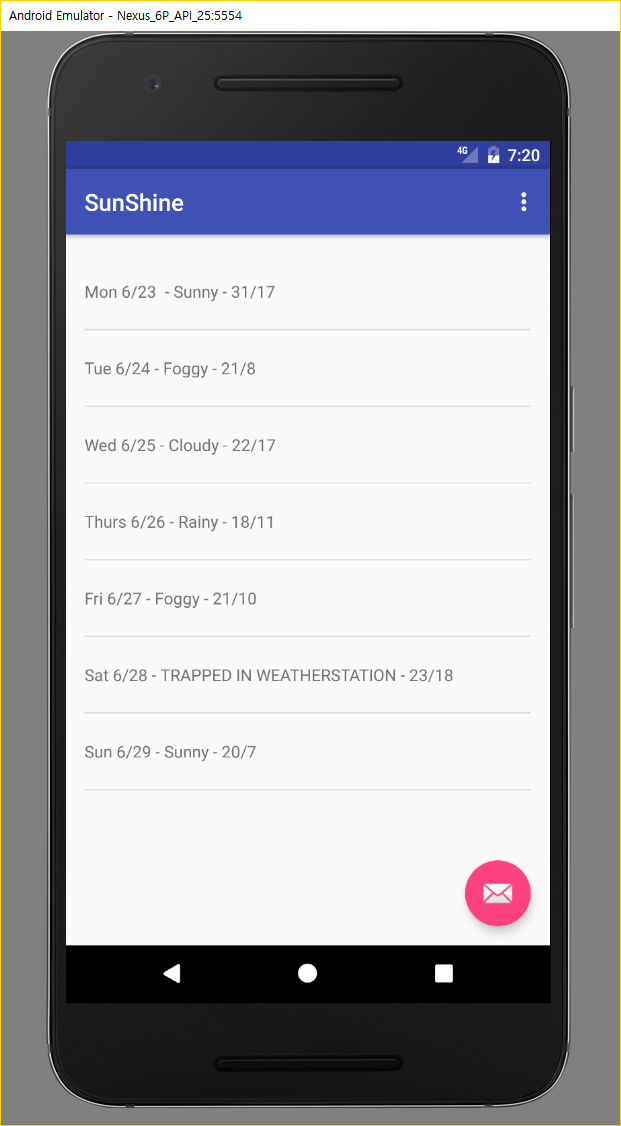 Android Emulator - Nexus_6P_API_25:5554
4G 7:20
SunShine
Mon 6/23  - Sunny - 31/17
Tue 6/24 - Foggy - 21/8
Wed 6/25 - Cloudy - 22/17
Thurs 6/26 - Rainy - 18/11
Fri 6/27 - Foggy - 21/10
Sat 6/28 - TRAPPED IN WEATHERSTATION - 23/18
Sun 6/29 - Sunny - 20/7